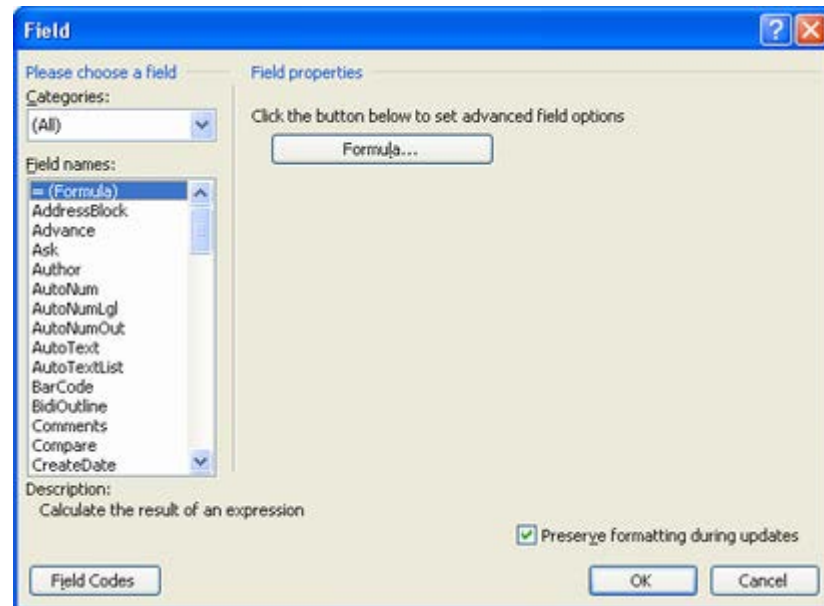 Field
Please choose a field
Categories:
(All)
Field names:
= (Formula)
AddressBlock
Advance
Ask
Author
AutoNum
AutoNumLgl
AutoNumOut
AutoText
AutoTextList
BarCode
BidiOutline
Comments
Compare
CreateDate
Field properties
Click the button below to set advanced field options
Formula...
Description:
Calculate the result of an expression
Preserve formatting during updates
Field Codes
OK
Cancel